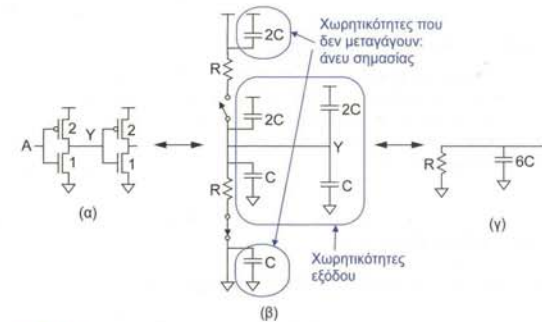 Χωρητικότητες που
δεν μεταγάγουν:
άνευ σημασίας
2C
R
2C
2C
A
2
Y
2
1
1
Y
R
C
C
R
6C
(α)
(γ)
Χωρητικότητες
εξόδου
C
(β)